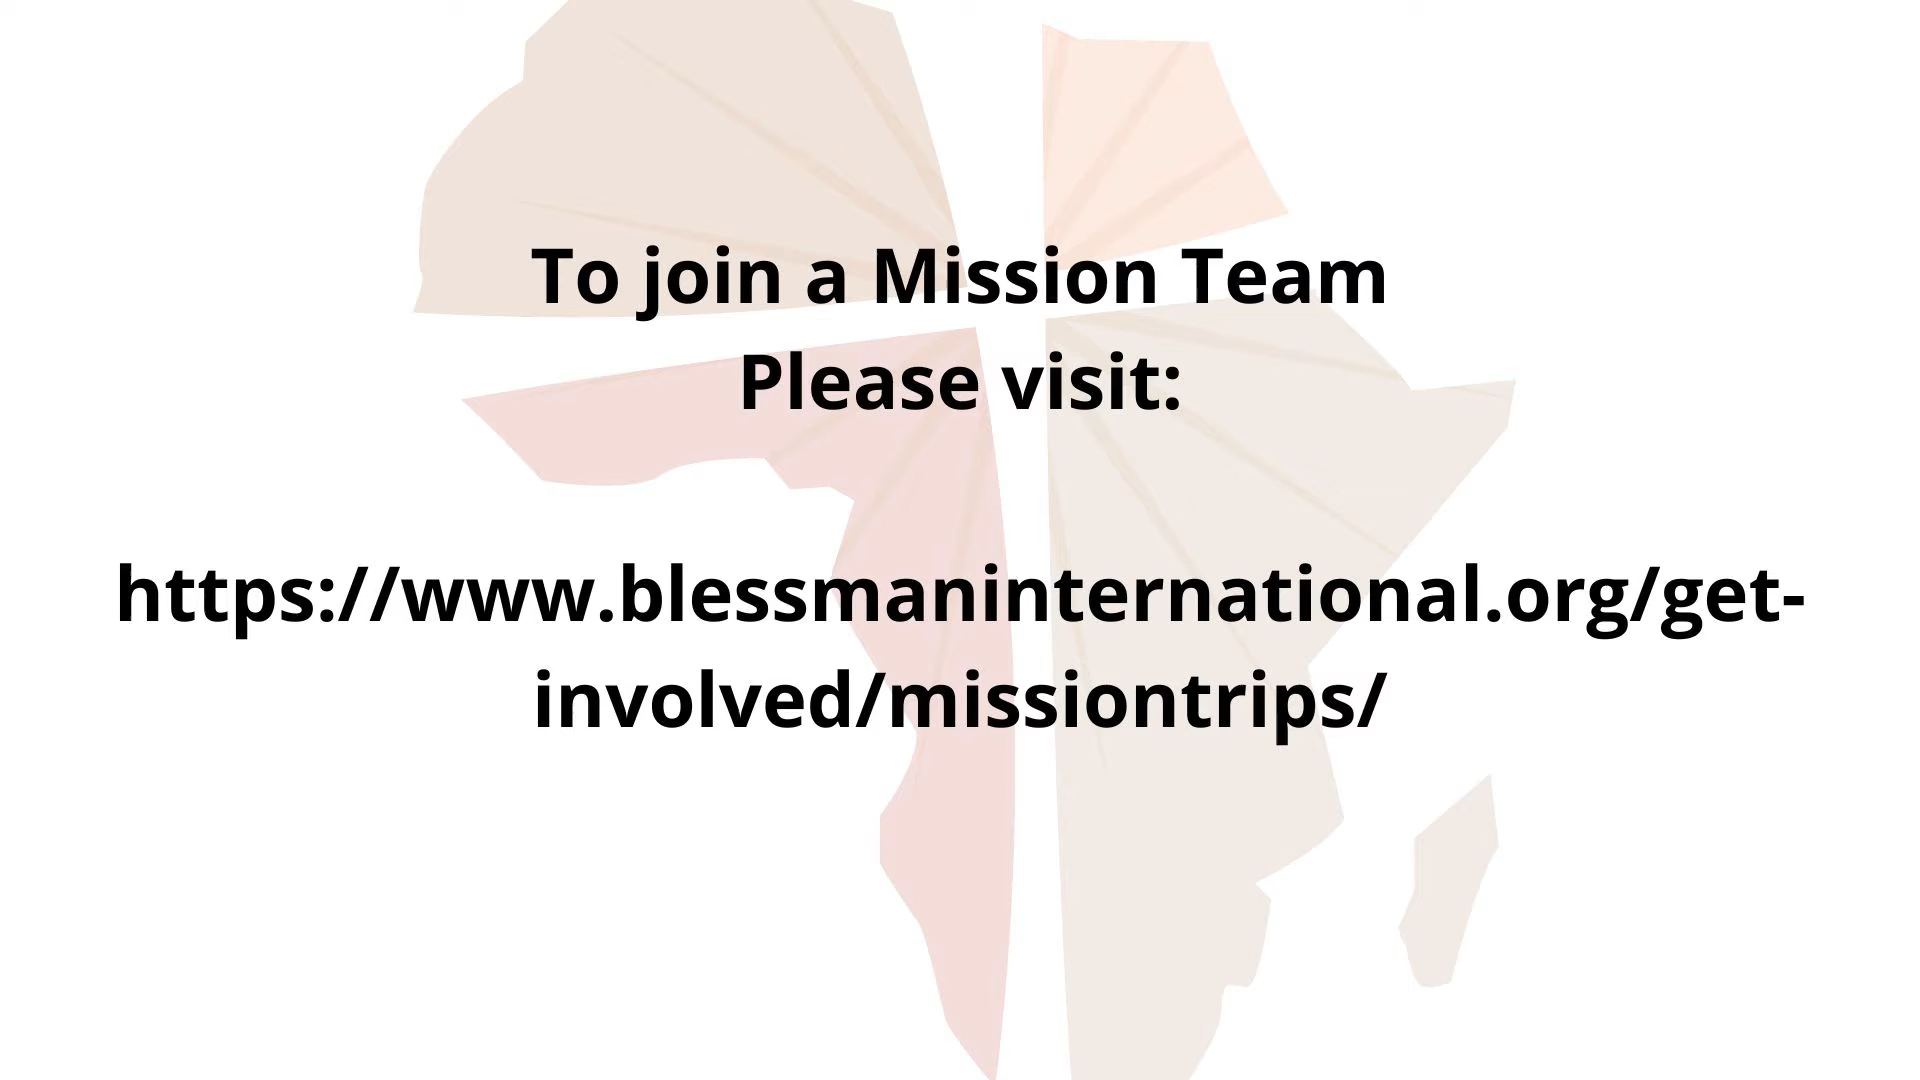 To join a Mission Team
Please visit:
https://www.blessmaninternational.org/get-
involved/missiontrips/